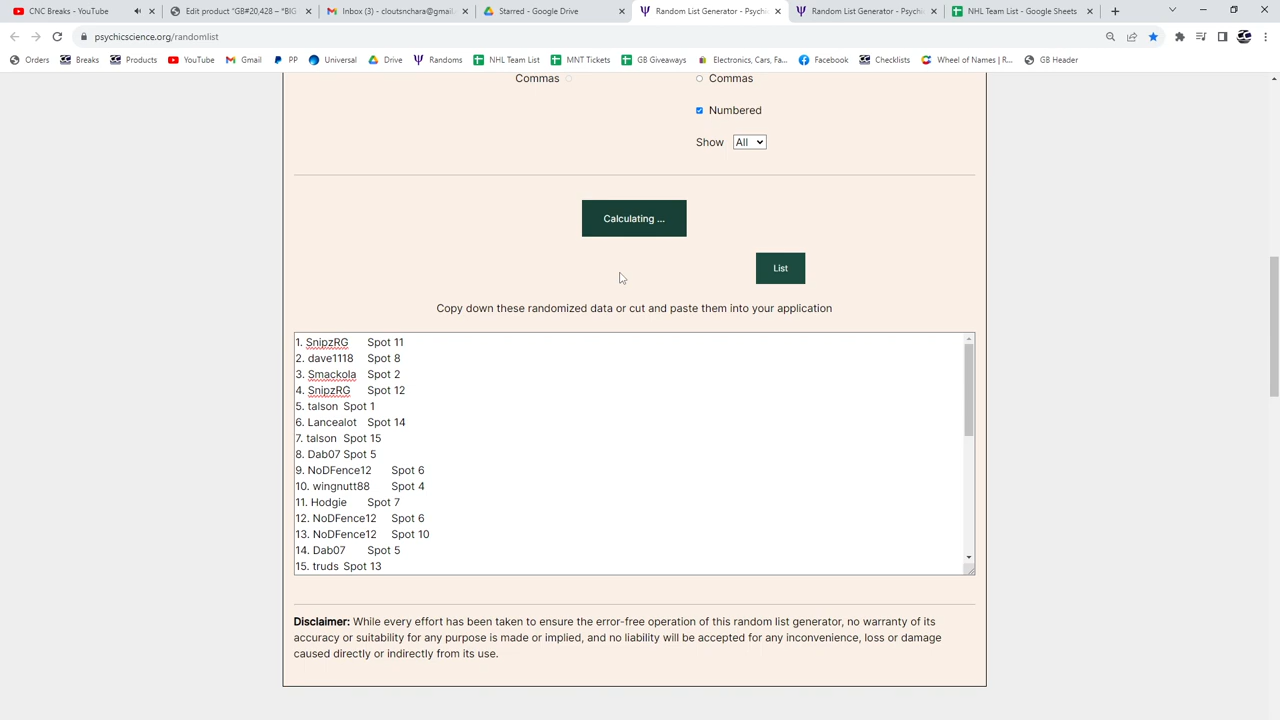 CNC Breaks - YouTube
Edit product “GB#20,428 – “BIG
Inbox (3) - cloutsnchara@gmail
Starred - Google Drive
Random List Generator - Psychi
Random List Generator - Psychi
NHL Team List - Google Sheets
psychicscience.org/randomlist
Orders
Breaks
Products
YouTube
Gmail
PP
Universal
Drive
Randoms
NHL Team List
MNT Tickets
GB Giveaways
Electronics, Cars, Fa...
Facebook
Checklists
Wheel of Names | R...
GB Header
Commas
Commas
Numbered
Show All
Calculating ...
List
Copy down these randomized data or cut and paste them into your application
1. SnipzRG Spot 11
2. dave1118 Spot 8
3. Smackola Spot 2
4. SnipzRG Spot 12
5. talson Spot 1
6. Lancealot Spot 14
7. talson Spot 15
8. Dab07 Spot 5
9. NoDFence12 Spot 6
10. wingnutt88 Spot 4
11. Hodgie Spot 7
12. NoDFence12 Spot 6
13. NoDFence12 Spot 10
14. Dab07 Spot 5
15. truds Spot 13
Disclaimer: While every effort has been taken to ensure the error-free operation of this random list generator, no warranty of its
accuracy or suitability for any purpose is made or implied, and no liability will be accepted for any inconvenience, loss or damage
caused directly or indirectly from its use.